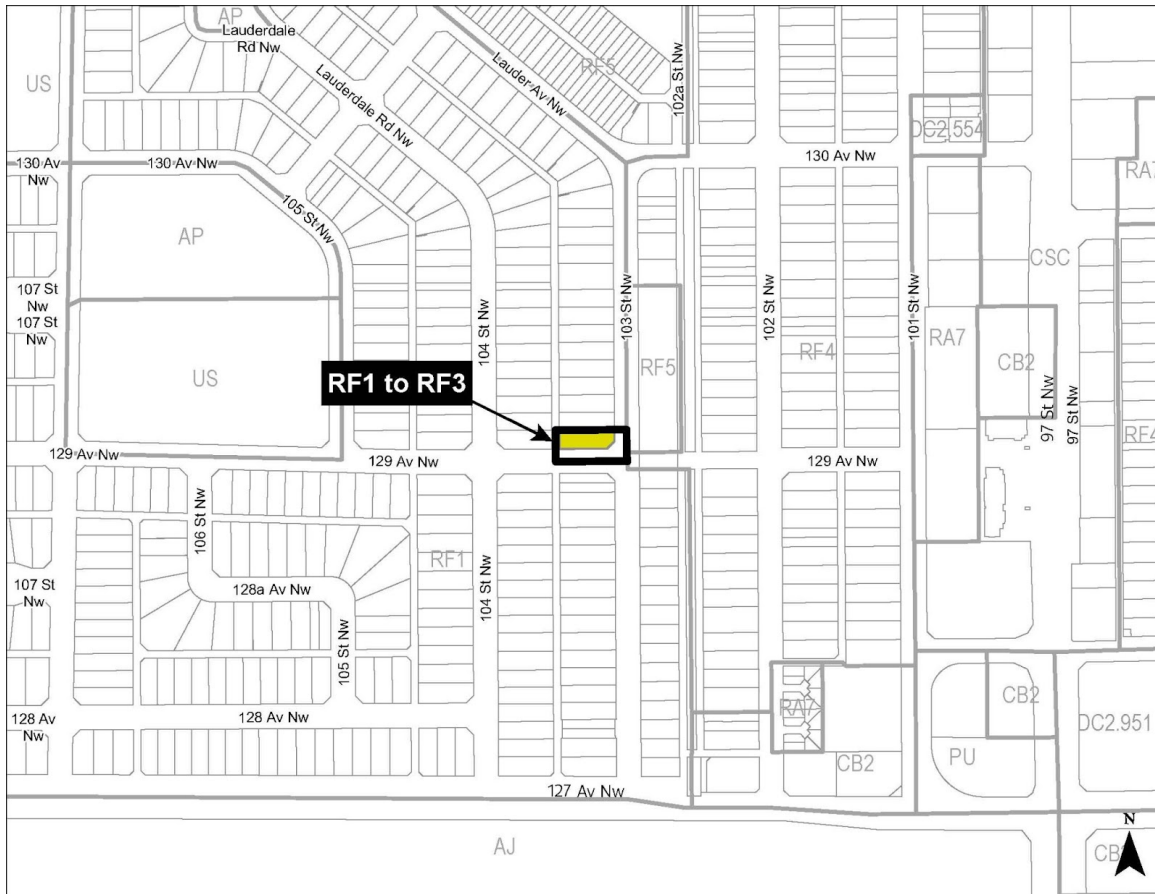 AP
Lauderdale
Rd Nw
US
Lauderdale Rd Nw
Lauder Av Nw
RF5
102a St Nw
DC2.554
130 Av
Nw
130 Av Nw
130 Av Nw
RA7
105 St Nw
AP
107 St
Nw
107 St
Nw
US
104 St Nw
103 St Nw
RF5
102 St Nw
RF4
101 St Nw
RA7
CSC
CB2
97 St Nw
97 St Nw
RF4
RF1 to RF3
129 Av Nw
129 Av Nw
129 Av Nw
106 St Nw
RF1
107 St
Nw
128a Av Nw
105 St Nw
104 St Nw
128 Av
Nw
128 Av Nw
RA7
CB2
CB2
PU
DC2.951
127 Av Nw
AJ
N